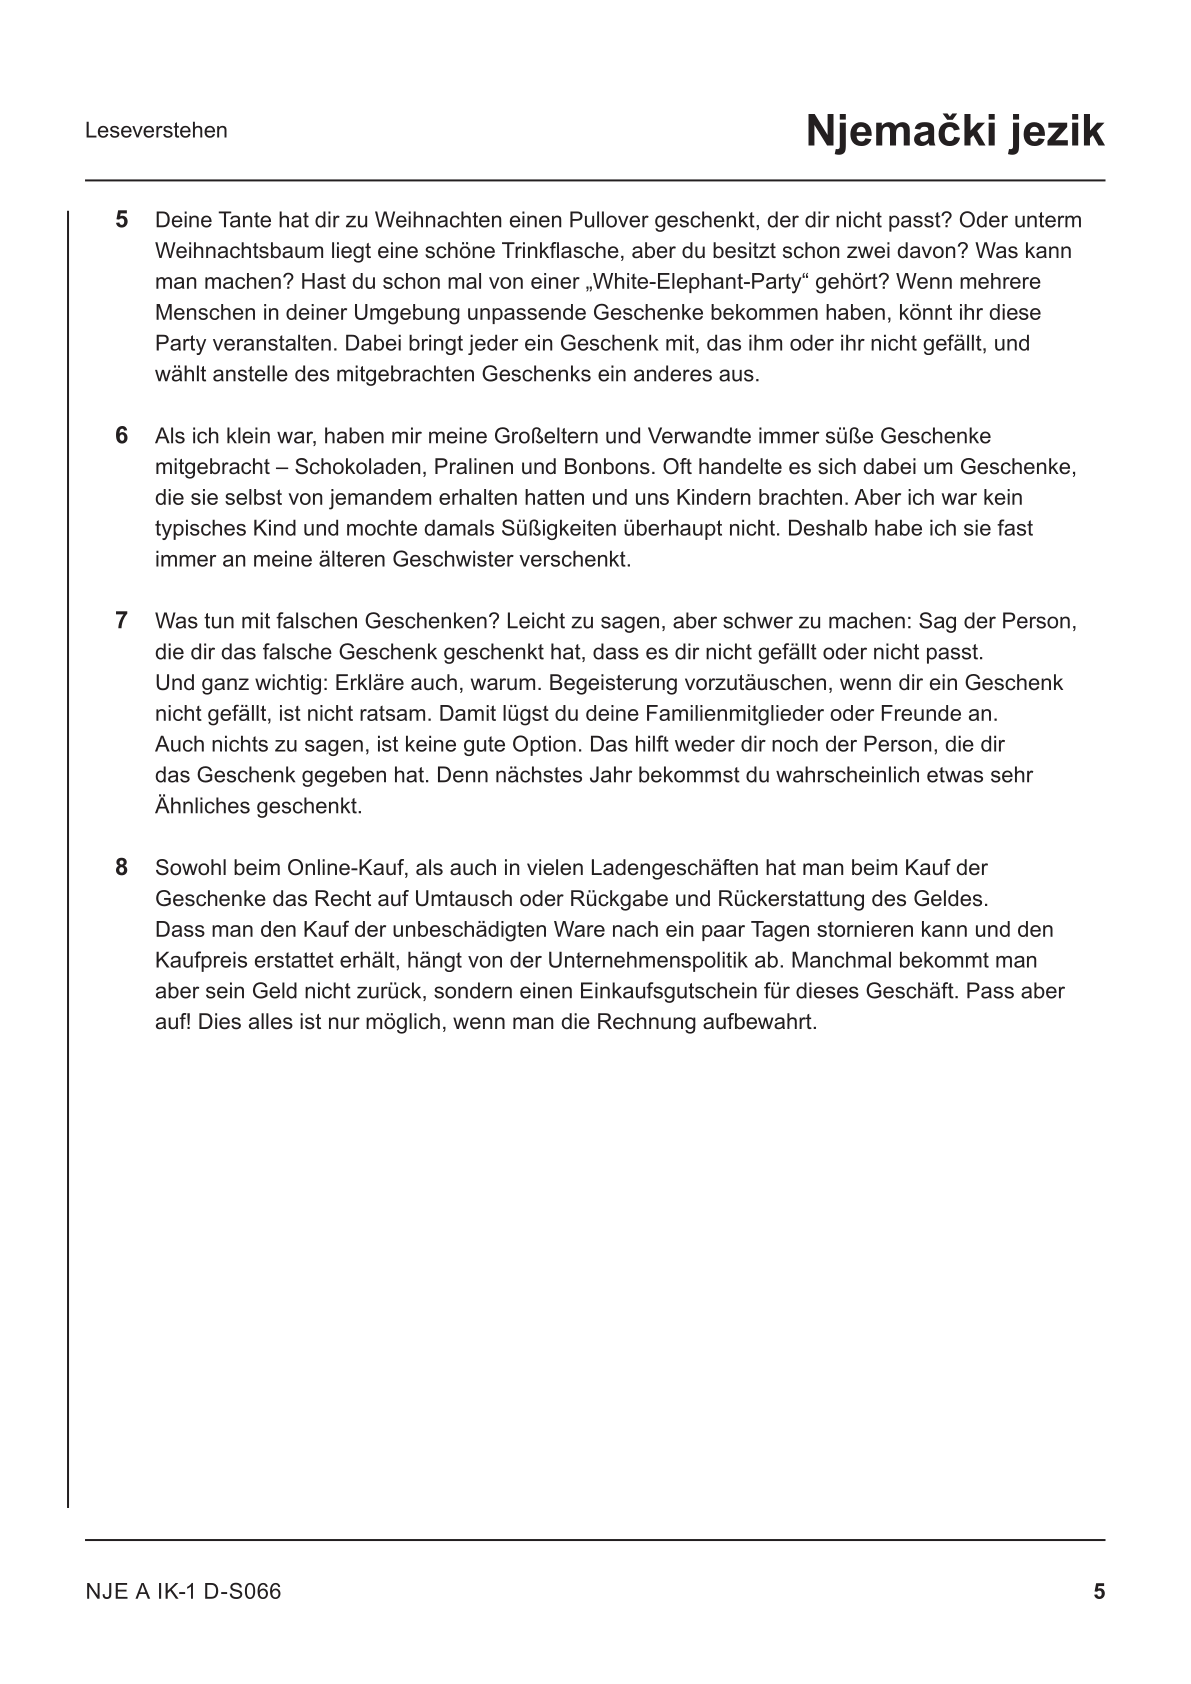 Leseverstehen
Njemački jezik
5 Deine Tante hat dir zu Weihnachten einen Pullover geschenkt, der dir nicht passt? Oder unterm
Weihnachtsbaum liegt eine schöne Trinkflasche, aber du besitzt schon zwei davon? Was kann
man machen? Hast du schon mal von einer „White-Elephant-Party“ gehört? Wenn mehrere
Menschen in deiner Umgebung unpassende Geschenke bekommen haben, könnt ihr diese
Party veranstalten. Dabei bringt jeder ein Geschenk mit, das ihm oder ihr nicht gefällt, und
wählt anstelle des mitgebrachten Geschenks ein anderes aus.
6 Als ich klein war, haben mir meine Großeltern und Verwandte immer süße Geschenke
mitgebracht – Schokoladen, Pralinen und Bonbons. Oft handelte es sich dabei um Geschenke,
die sie selbst von jemandem erhalten hatten und uns Kindern brachten. Aber ich war kein
typisches Kind und mochte damals Süßigkeiten überhaupt nicht. Deshalb habe ich sie fast
immer an meine älteren Geschwister verschenkt.
7 Was tun mit falschen Geschenken? Leicht zu sagen, aber schwer zu machen: Sag der Person,
die dir das falsche Geschenk geschenkt hat, dass es dir nicht gefällt oder nicht passt.
Und ganz wichtig: Erkläre auch, warum. Begeisterung vorzutäuschen, wenn dir ein Geschenk
nicht gefällt, ist nicht ratsam. Damit lügst du deine Familienmitglieder oder Freunde an.
Auch nichts zu sagen, ist keine gute Option. Das hilft weder dir noch der Person, die dir
das Geschenk gegeben hat. Denn nächstes Jahr bekommst du wahrscheinlich etwas sehr
Ähnliches geschenkt.
8 Sowohl beim Online-Kauf, als auch in vielen Ladengeschäften hat man beim Kauf der
Geschenke das Recht auf Umtausch oder Rückgabe und Rückerstattung des Geldes.
Dass man den Kauf der unbeschädigten Ware nach ein paar Tagen stornieren kann und den
Kaufpreis erstattet erhält, hängt von der Unternehmenspolitik ab. Manchmal bekommt man
aber sein Geld nicht zurück, sondern einen Einkaufsgutschein für dieses Geschäft. Pass aber
auf! Dies alles ist nur möglich, wenn man die Rechnung aufbewahrt.
NJE A IK-1 D-S066
5